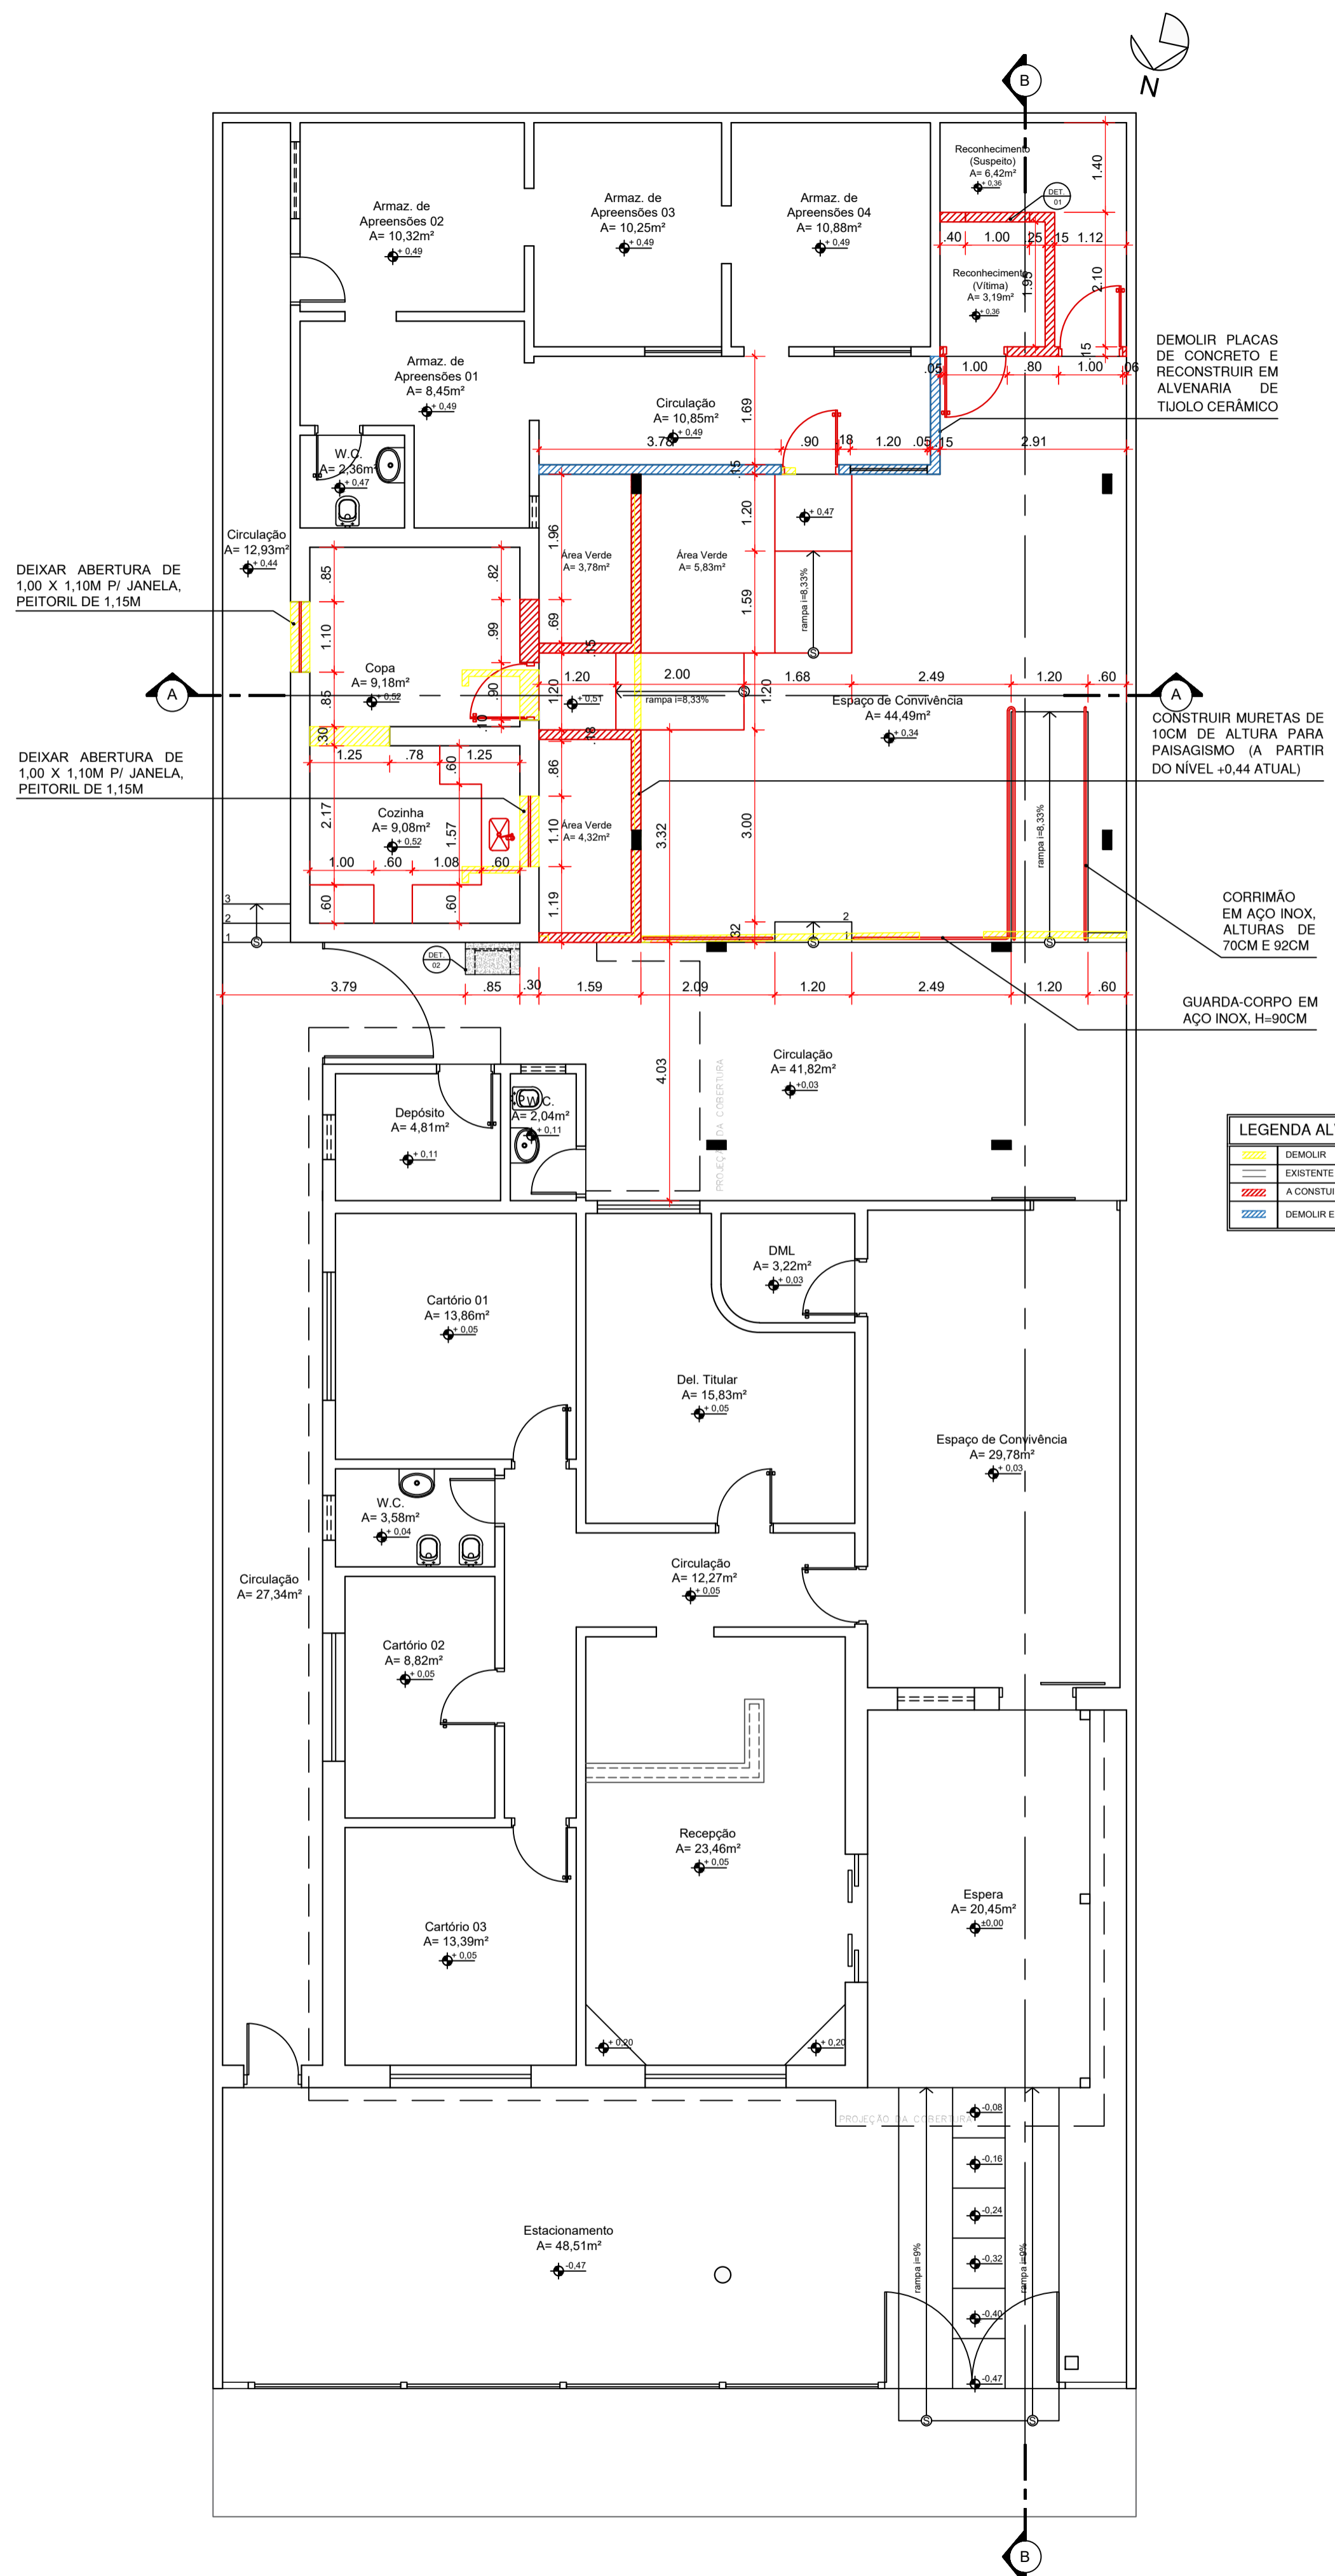 B
N
Reconhecimento
(Suspeito)
A= 6,42m²
+ 0,36
DET.
01
1.40
Armaz. de
Apreensões 02
A= 10,32m²
+ 0,49
Armaz. de
Apreensões 03
A= 10,25m²
+ 0,49
Armaz. de
Apreensões 04
A= 10,88m²
+ 0,49
.40
1.00
.25
.15
1.12
Reconhecimento
(Vítima)
A= 3,19m²
+ 0,36
1.95
2.10
.15
DEMOLIR PLACAS
DE CONCRETO E
RECONSTRUIR EM
ALVENARIA DE
TIJOLO CERÂMICO
Armaz. de
Apreensões 01
A= 8,45m²
+ 0,49
.05
1.00
.80
1.00
.06
Circulação
A= 10,85m²
+ 0,49
1.69
3.78
.90
.18
1.20
.05
.15
2.91
W.C.
A= 2,36m²
+ 0,47
.15
Circulação
A= 12,93m²
+ 0,44
1.96
1.20
+ 0,47
Área Verde
A= 3,78m²
Área Verde
A= 5,83m²
DEIXAR ABERTURA DE
1,00 X 1,10M P/ JANELA,
PEITORIL DE 1,15M
.85
.82
1.59
rampa i=8,33%
S
1.10
.99
.69
.15
A
Copa
A= 9,18m²
+ 0,52
.85
.90
.10
1.20
1.20
+ 0,51
2.00
S
rampa i=8,33%
1.20
1.68
2.49
1.20
.60
A
Espaço de Convivência
A= 44,49m²
+ 0,34
CONSTRUIR MURETAS DE
10CM DE ALTURA PARA
PAISAGISMO (A PARTIR
DO NÍVEL +0,44 ATUAL)
.30
.18
DEIXAR ABERTURA DE
1,00 X 1,10M P/ JANELA,
PEITORIL DE 1,15M
1.25
.78
1.25
.60
.86
2.17
Cozinha
A= 9,08m²
+ 0,52
1.57
1.10
Área Verde
A= 4,32m²
3.32
3.00
rampa i=8,33%
1.00
.60
1.08
.60
.60
.60
1.19
CORRIMÃO
EM AÇO INOX,
ALTURAS DE
70CM E 92CM
3
2
1
S
.32
2
1
S
S
DET.
02
3.79
.85
.30
1.59
2.09
1.20
2.49
1.20
.60
GUARDA-CORPO EM
AÇO INOX, H=90CM
4.03
PROJEÇÃO DA COBERTURA
Circulação
A= 41,82m²
+0,03
Depósito
A= 4,81m²
+ 0,11
W.C.
A= 2,04m²
+ 0,11
LEGENDA AL
DEMOLIR
EXISTENTE
A CONSTUI
DEMOLIR E
DML
A= 3,22m²
+ 0,03
Cartório 01
A= 13,86m²
+ 0,05
Del. Titular
A= 15,83m²
+ 0,05
Espaço de Convivência
A= 29,78m²
+ 0,03
W.C.
A= 3,58m²
+ 0,04
Circulação
A= 27,34m²
Circulação
A= 12,27m²
+ 0,05
Cartório 02
A= 8,82m²
+ 0,05
Recepção
A= 23,46m²
+ 0,05
Espera
A= 20,45m²
±0,00
Cartório 03
A= 13,39m²
+ 0,05
+ 0,20
+ 0,20
PROJEÇÃO DA COBERTURA
-0,08
-0,16
Estacionamento
A= 48,51m²
-0,47
-0,24
-0,32
-0,40
-0,47
rampa i=9%
rampa i=9%
S
S
B